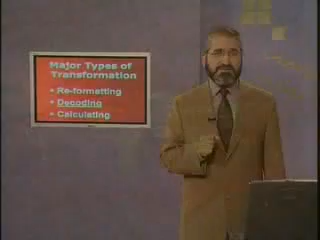 Major Types of
Transformation
• Re-formatting
• Decoding
• Calculating